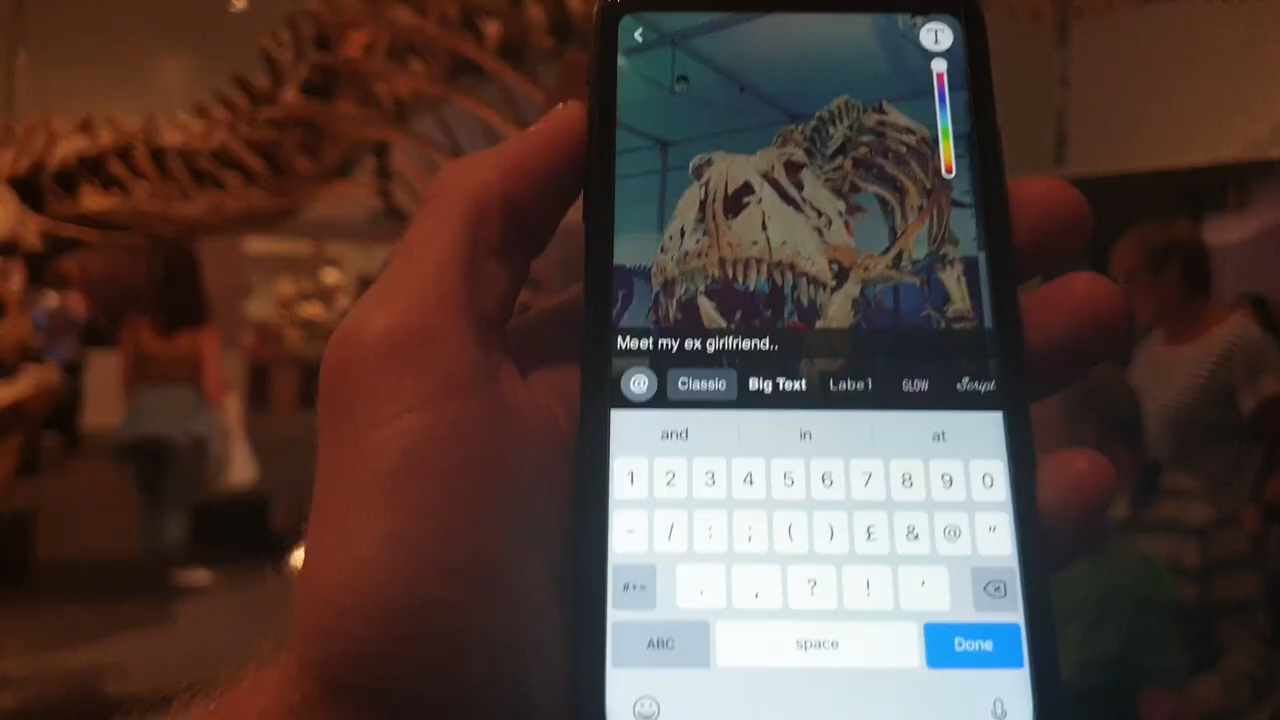 T
Meet my ex girlfriend..
@ Classic Big Text Label GLOW Script
and in at
1 2 3 4 5 6 7 8 9 0
- / : ; ( ) £ & @ "
#+= . , ? ! '
ABC space Done